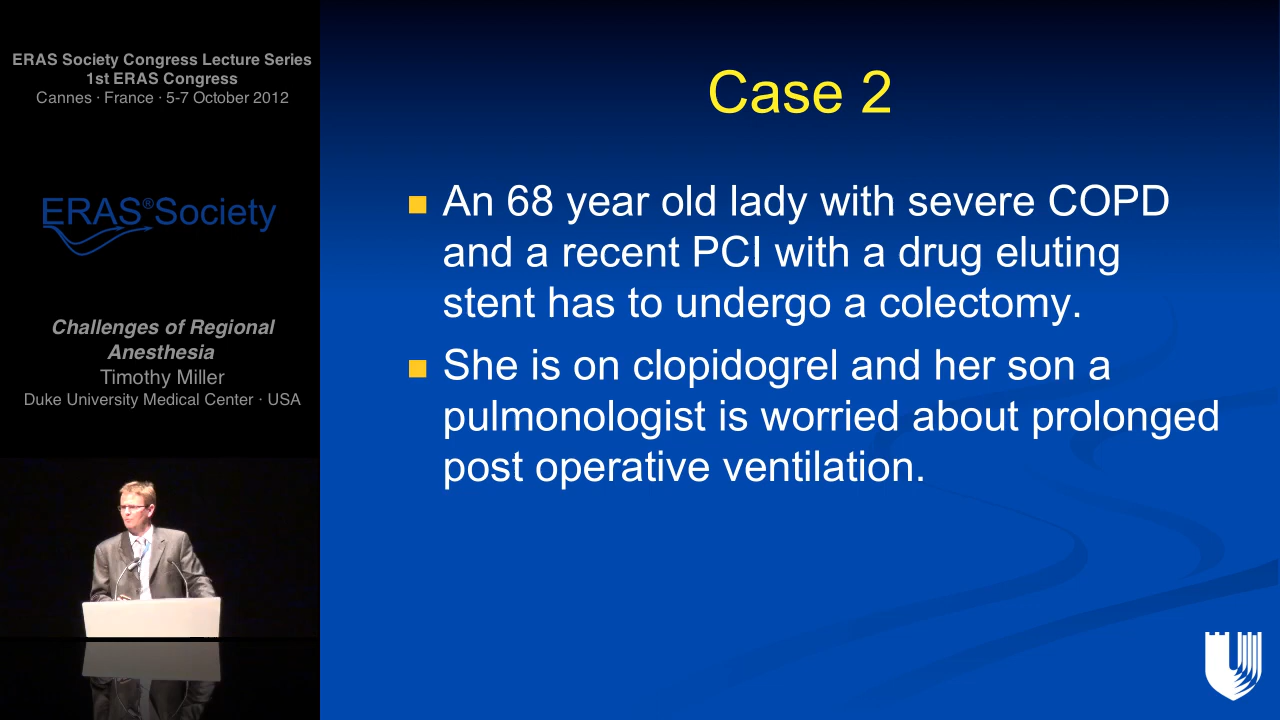 ERAS Society Congress Lecture Series
1st ERAS Congress
Cannes · France · 5-7 October 2012
ERAS®Society
Challenges of Regional
Anesthesia
Timothy Miller
Duke University Medical Center · USA
Case 2
An 68 year old lady with severe COPD
and a recent PCI with a drug eluting
stent has to undergo a colectomy.
She is on clopidogrel and her son a
pulmonologist is worried about prolonged
post operative ventilation.